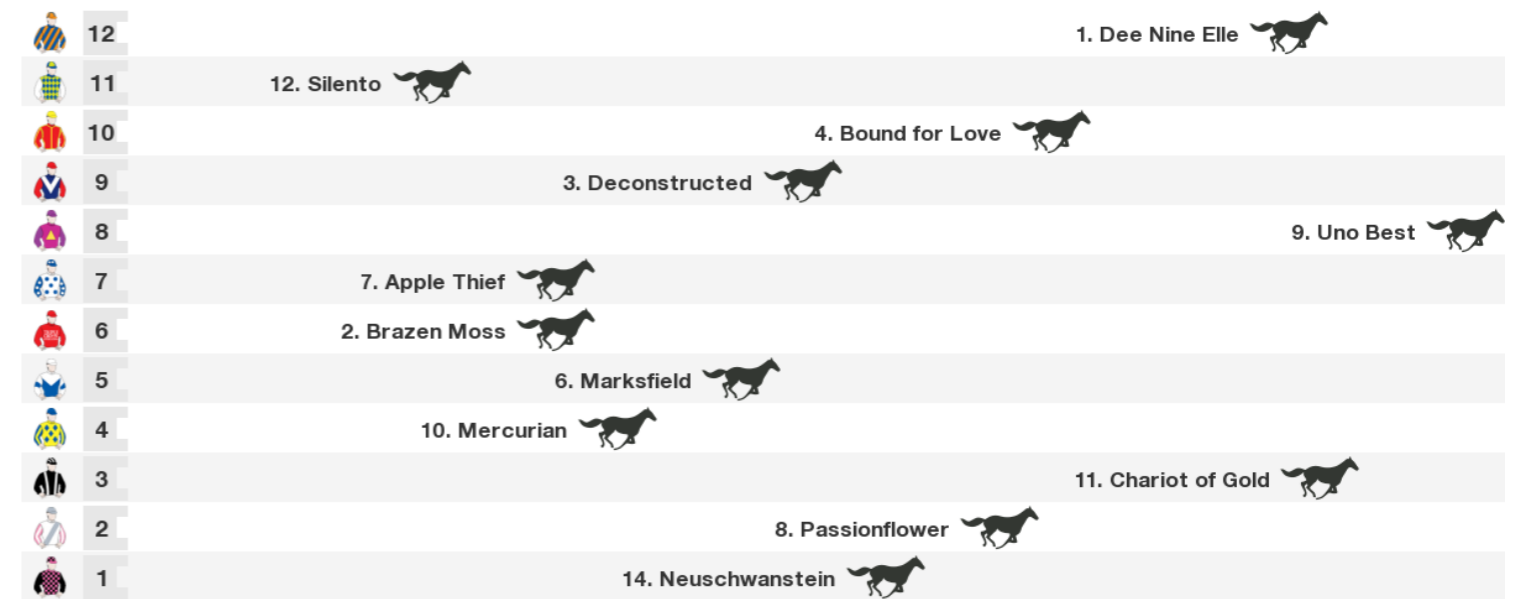 12 1. Dee Nine Elle
11 12. Silento
10 4. Bound for Love
9 3. Deconstructed
8 9. Uno Best
7 7. Apple Thief
6 2. Brazen Moss
5 6. Marksfield
4 10. Mercurian
3 11. Chariot of Gold
2 8. Passionflower
1 14. Neuschwanstein